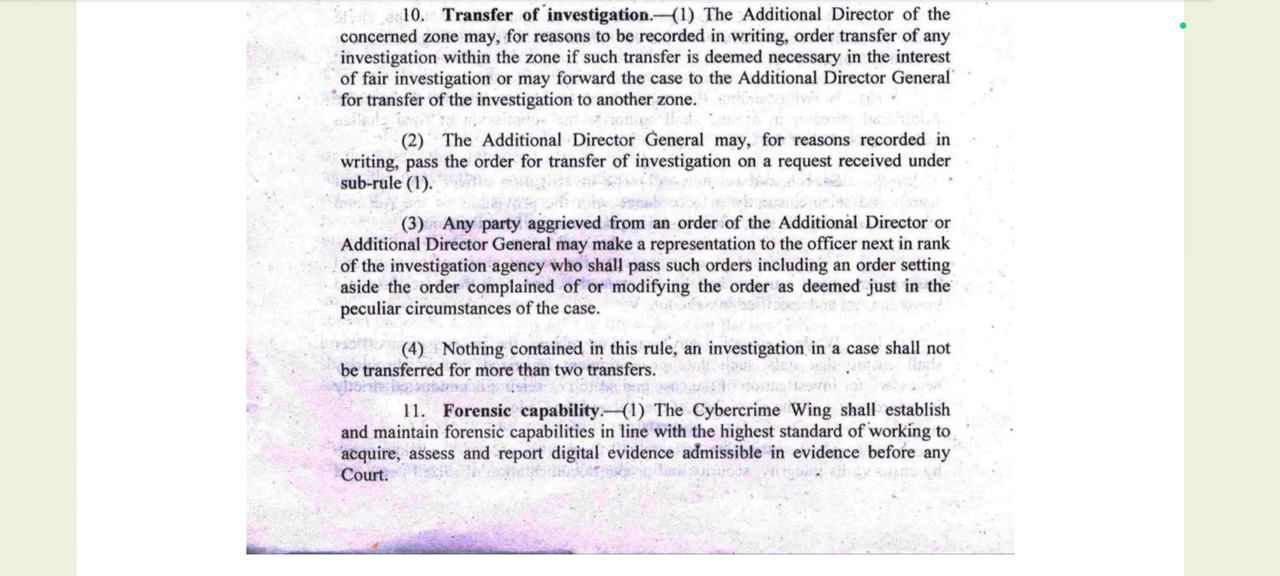 10. Transfer of investigation.—(1) The Additional Director of the
concerned zone may, for reasons to be recorded in writing, order transfer of any
investigation within the zone if such transfer is deemed necessary in the interest
of fair investigation or may forward the case to the Additional Director General
for transfer of the investigation to another zone.
(2) The Additional Director General may, for reasons recorded in
writing, pass the order for transfer of investigation on a request received under
sub-rule (1).
(3) Any party aggrieved from an order of the Additional Director or
Additional Director General may make a representation to the officer next in rank
of the investigation agency who shall pass such orders including an order setting
aside the order complained of or modifying the order as deemed just in the
peculiar circumstances of the case.
(4) Nothing contained in this rule, an investigation in a case shall not
be transferred for more than two transfers.
11. Forensic capability.—(1) The Cybercrime Wing shall establish
and maintain forensic capabilities in line with the highest standard of working to
acquire, assess and report digital evidence admissible in evidence before any
Court.